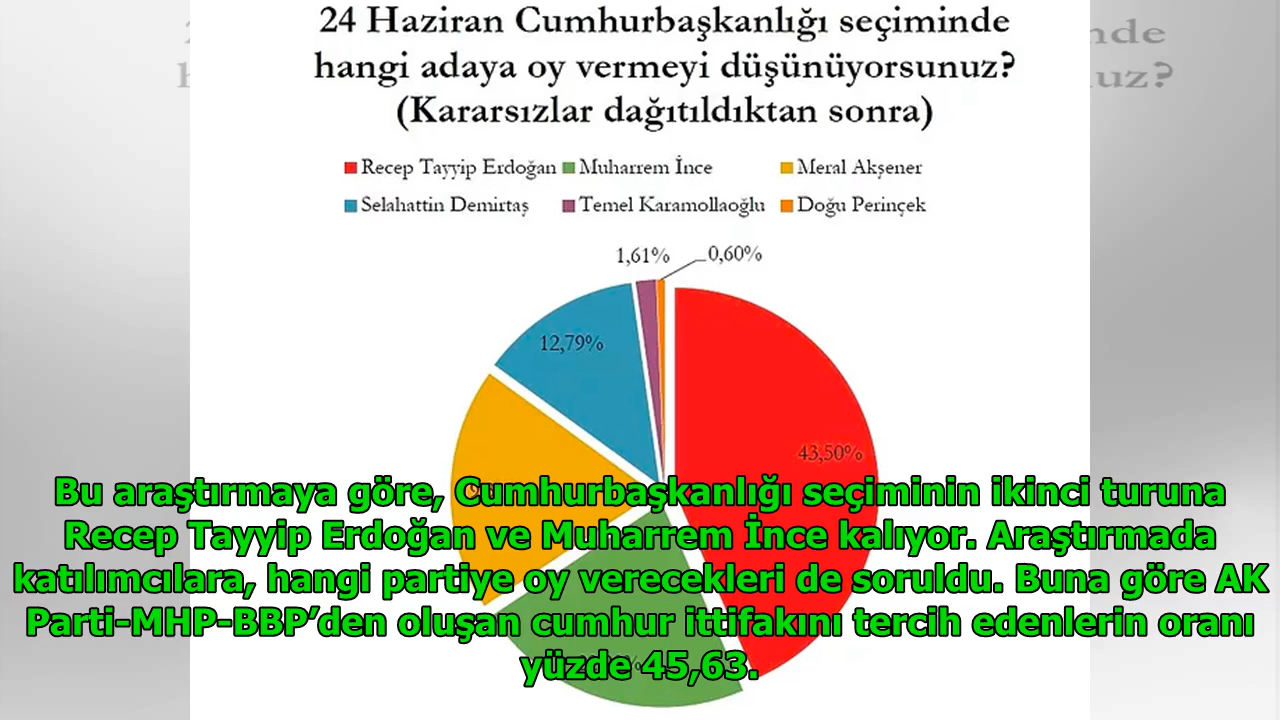 24 Haziran Cumhurbaşkanlığı seçiminde
hangi adaya oy vermeyi düşünüyorsunuz?
(Kararsızlar dağıtıldıktan sonra)
Recep Tayyip Erdoğan Muharrem İnce Meral Akşener
Selahattin Demirtaş Temel Karamollaoğlu Doğu Perinçek
1,61% 0,60%
12,79%
43,50%
Bu araştırmaya göre, Cumhurbaşkanlığı seçiminin ikinci turuna
Recep Tayyip Erdoğan ve Muharrem İnce kalıyor. Araştırmada
katılımcılara, hangi partiye oy verecekleri de soruldu. Buna göre AK
Parti-MHP-BBP’den oluşan cumhur ittifakını tercih edenlerin oranı
yüzde 45,63.